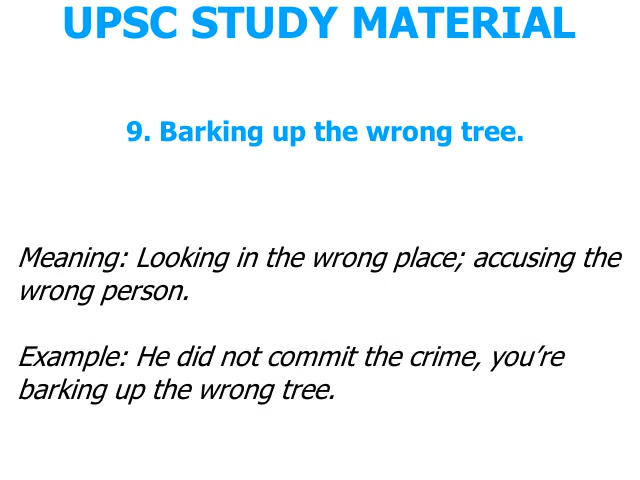 UPSC STUDY MATERIAL
9. Barking up the wrong tree.
Meaning: Looking in the wrong place; accusing the
wrong person.
Example: He did not commit the crime, you’re
barking up the wrong tree.